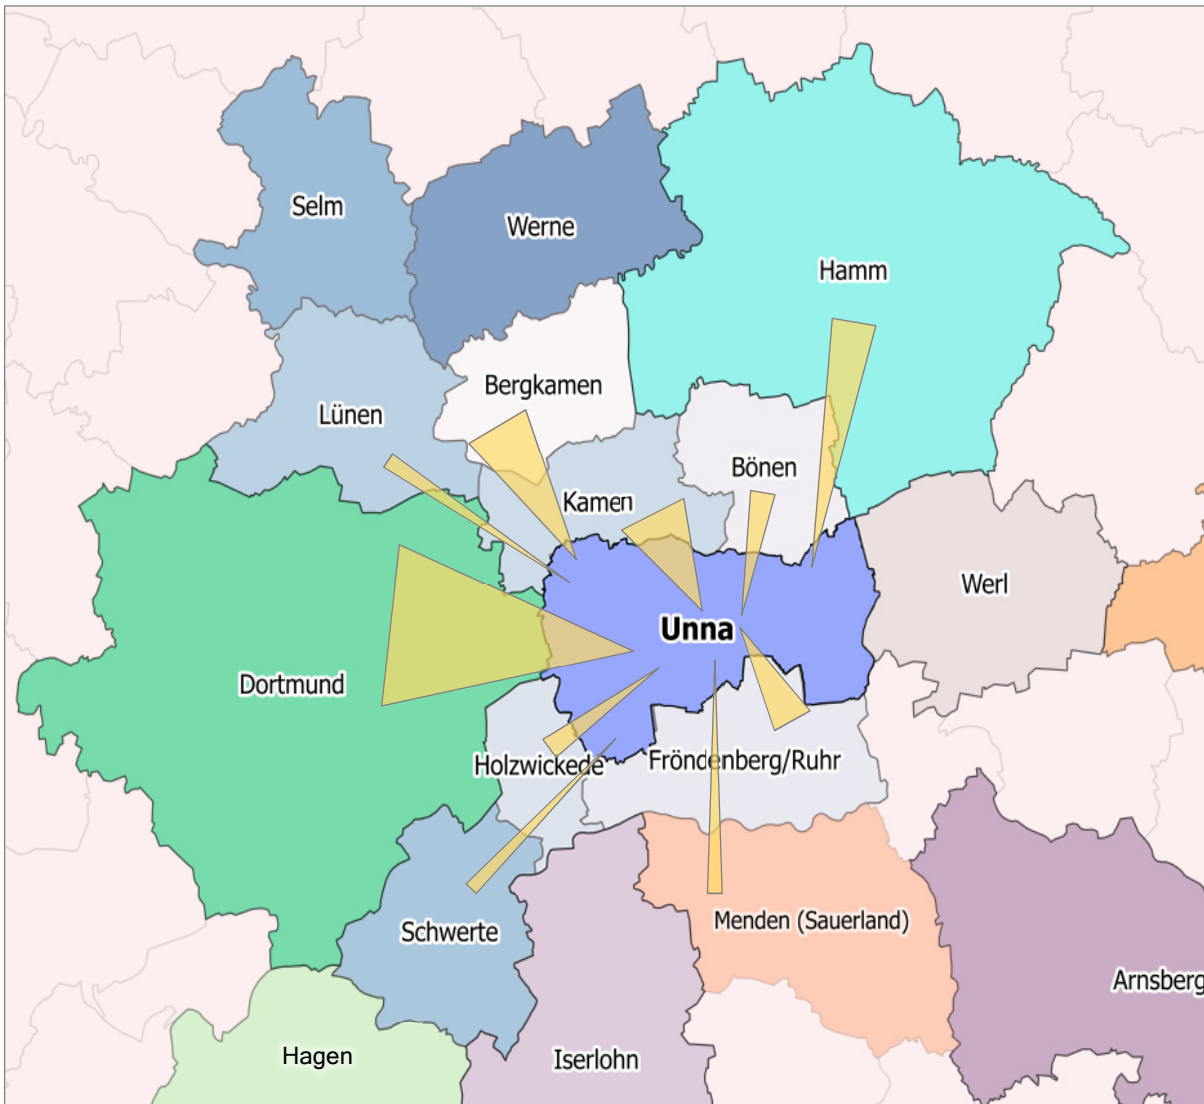 Selm
Werne
Hamm
Bergkamen
Lünen
Bönen
Kamen
Werl
Unna
Dortmund
Holzwickede
Fröndenberg/Ruhr
Menden (Sauerland)
Schwerte
Arnsberg
Hagen
Iserlohn